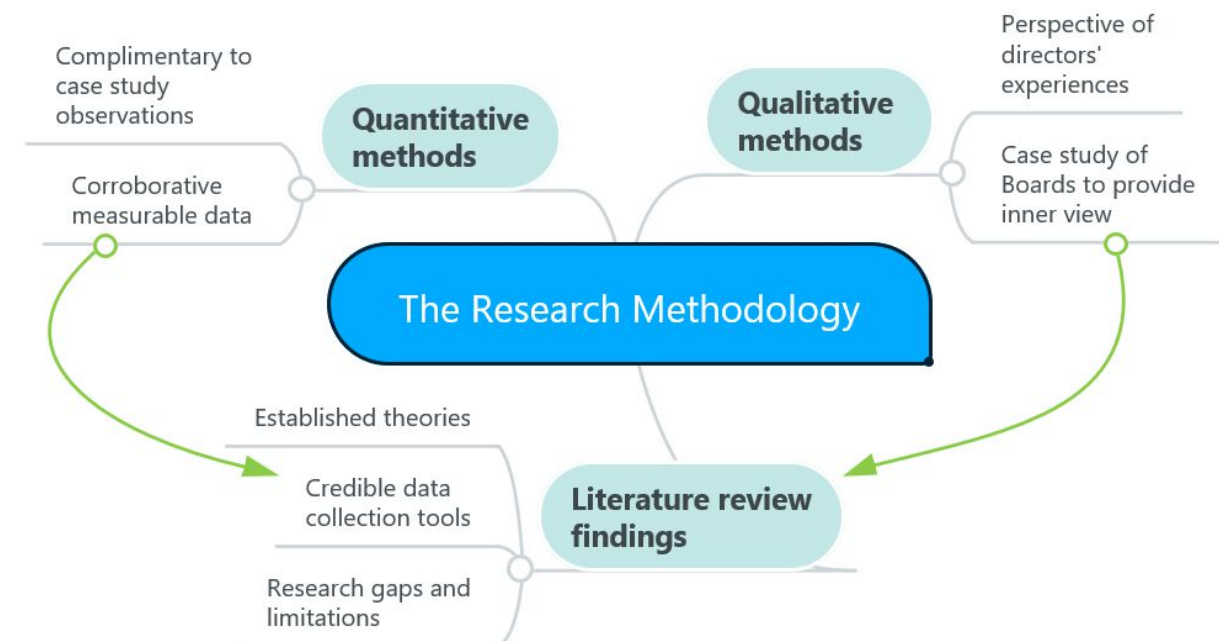 Complimentary to
case study
observations
Corroborative
measurable data
Quantitative
methods
Qualitative
methods
Perspective of
directors'
experiences
Case study of
Boards to provide
inner view
The Research Methodology
Established theories
Credible data
collection tools
Research gaps and
limitations
Literature review
findings